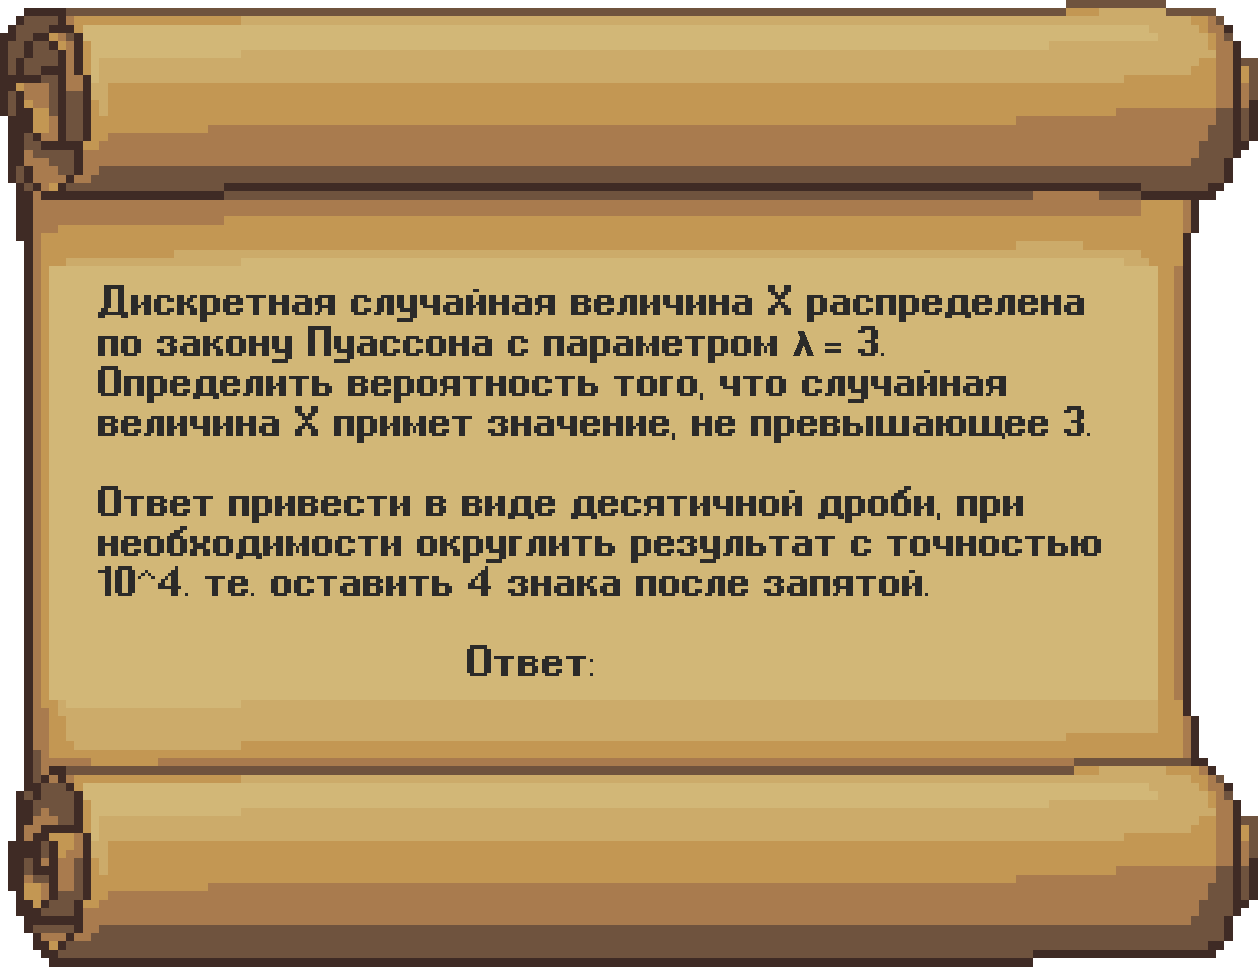 Дискретная случайная величина X распределена
по закону Пуассона с параметром λ = 3.
Определить вероятность того, что случайная
величина X примет значение, не превышающее 3.
Ответ привести в виде десятичной дроби, при
необходимости округлить результат с точностью
10^4. те. оставить 4 знака после запятой.
Ответ: